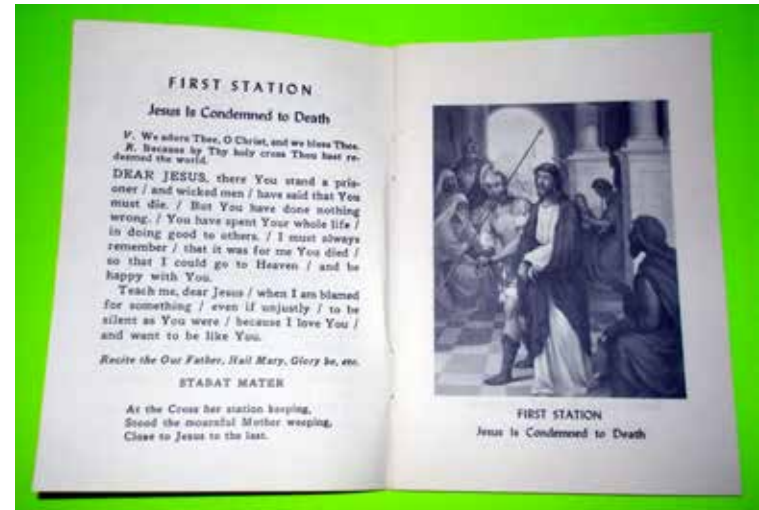 FIRST STATION
Jesus Is Condemned to Death
V. We adore Thee, O Christ, and we bless Thee.
R. Because by Thy holy cross Thou hast re-
deemed the world.
DEAR JESUS, there You stand a pris-
oner / and wicked men / have said that You
must die. / But You have done nothing
wrong. / You have spent Your whole life /
in doing good to others. / I must always
remember / that it was for me You died /
so that I could go to Heaven / and be
happy with You.
Teach me, dear Jesus / when I am blamed
for something / even if unjustly / to be
silent as You were / because I love You /
and want to be like You.
Recite the Our Father, Hail Mary, Glory be, etc.
STABAT MATER
At the Cross her station keeping,
Stood the mournful Mother weeping,
Close to Jesus to the last.
FIRST STATION
Jesus Is Condemned to Death